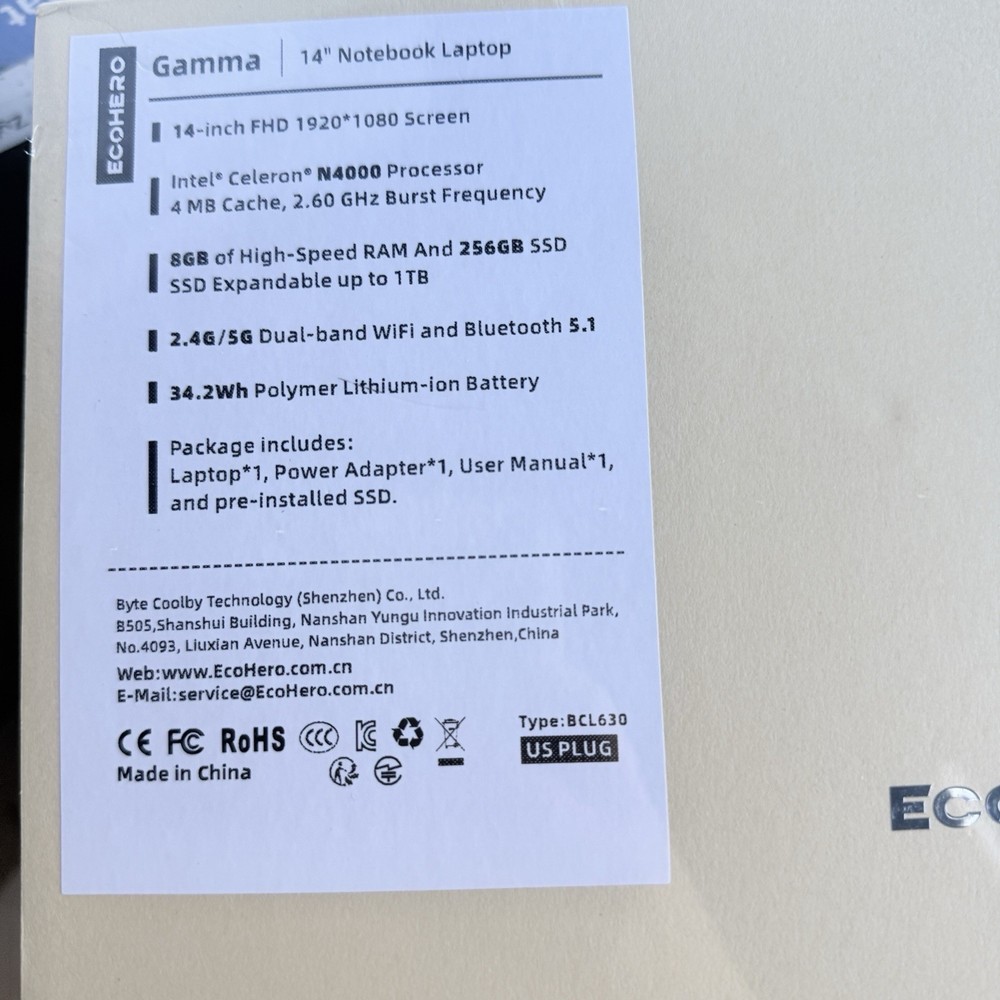 ECOHERO
Gamma | 14" Notebook Laptop
14-inch FHD 1920*1080 Screen
Intel® Celeron® N4000 Processor
4 MB Cache, 2.60 GHz Burst Frequency
8GB of High-Speed RAM And 256GB SSD
SSD Expandable up to 1TB
2.4G/5G Dual-band WiFi and Bluetooth 5.1
34.2Wh Polymer Lithium-ion Battery
Package includes:
Laptop*1, Power Adapter*1, User Manual*1,
and pre-installed SSD.
Byte Coolby Technology (Shenzhen) Co., Ltd.
B505,Shanshui Building, Nanshan Yungu Innovation Industrial Park,
No.4093, Liuxian Avenue, Nanshan District, Shenzhen,China
Web:www.EcoHero.com.cn
E-Mail:service@EcoHero.com.cn
CE FC RoHS CCC KC
Made in China
Type:BCL630
US PLUG
ECO